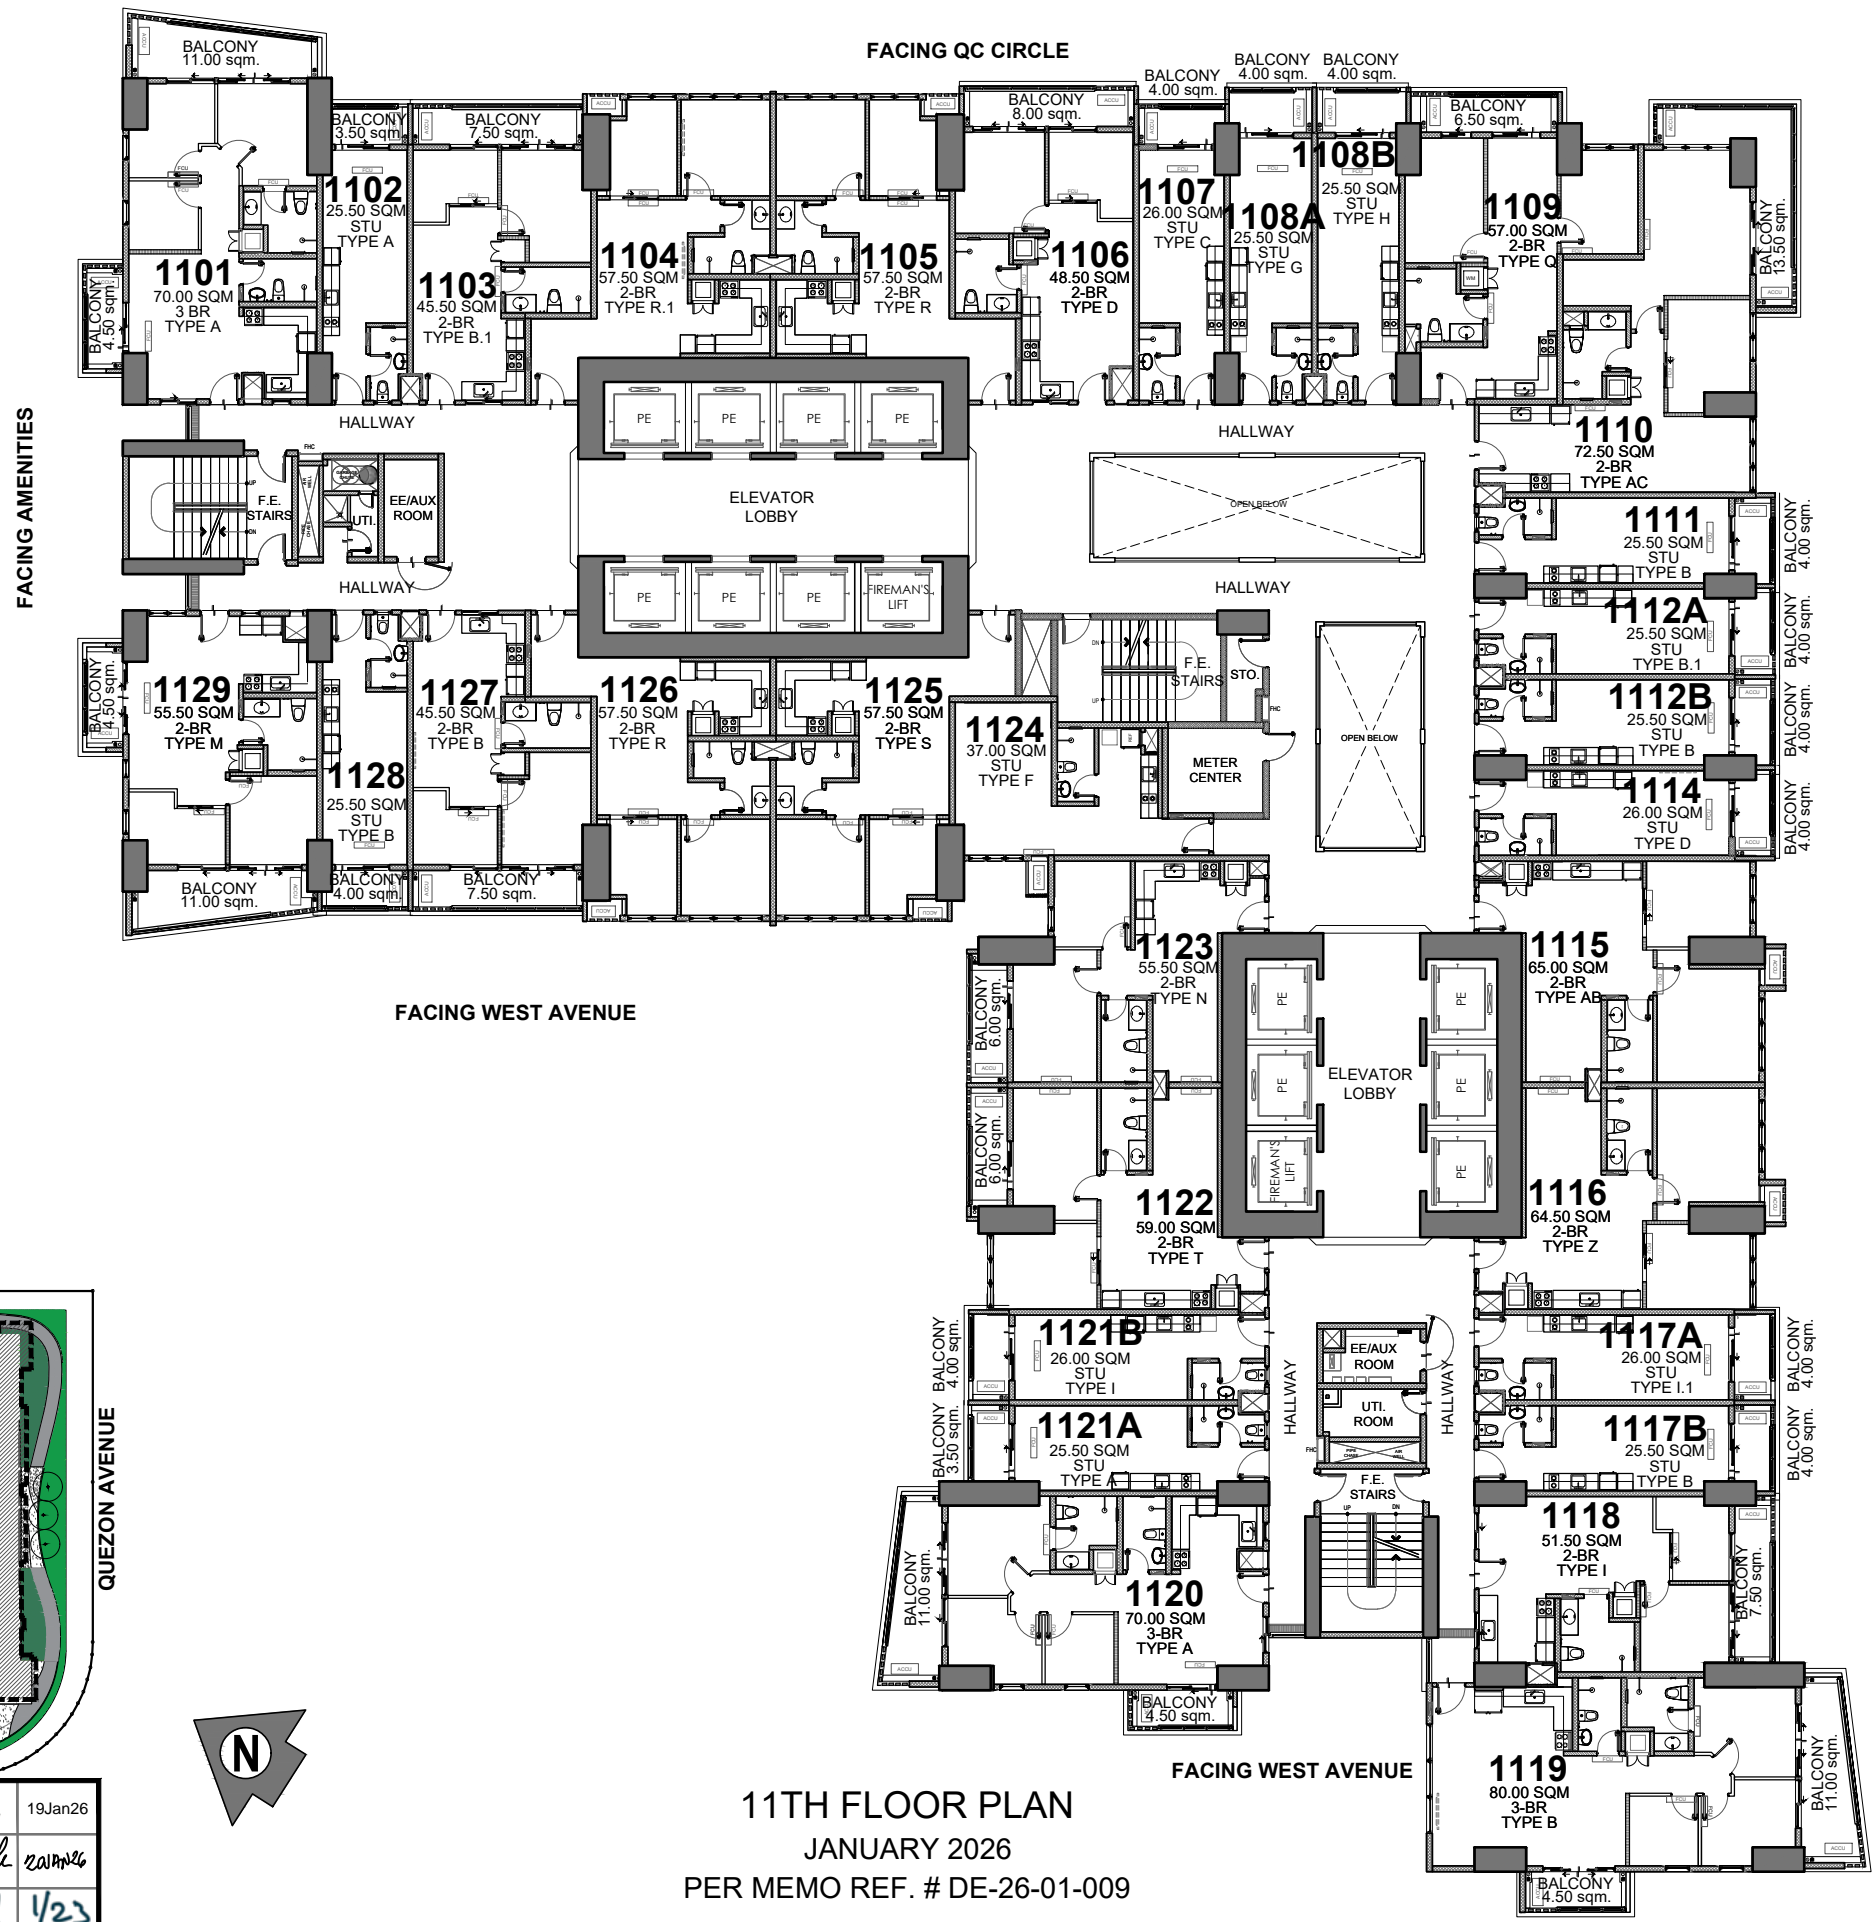 FACING QC CIRCLE
BALCONY
11.00 sqm.
BALCONY
3.50 sqm.
BALCONY
7.50 sqm.
BALCONY
8.00 sqm.
BALCONY
4.00 sqm.
BALCONY
4.00 sqm.
BALCONY
4.00 sqm.
BALCONY
6.50 sqm.
BALCONY
13.50 sqm.
1101
70.00 SQM
3 BR
TYPE A
BALCONY
4.50 sqm.
1102
25.50 SQM
STU
TYPE A
1103
45.50 SQM
2-BR
TYPE B.1
1104
57.50 SQM
2-BR
TYPE R.1
1105
57.50 SQM
2-BR
TYPE R
1106
48.50 SQM
2-BR
TYPE D
1107
26.00 SQM
STU
TYPE C
1108A
25.50 SQM
STU
TYPE G
1108B
25.50 SQM
STU
TYPE H
1109
57.00 SQM
2-BR
TYPE Q
WM
1110
72.50 SQM
2-BR
TYPE AC
FACING AMENITIES
HALLWAY
PE
PE
PE
PE
HALLWAY
ELEVATOR
LOBBY
OPEN BELOW
FHC
UP
DN
F.E.
STAIRS
UTI.
EE/AUX
ROOM
HALLWAY
PE
PE
PE
FIREMAN'S
LIFT
HALLWAY
1111
25.50 SQM
STU
TYPE B
BALCONY
4.00 sqm.
1112A
25.50 SQM
STU
TYPE B.1
BALCONY
4.00 sqm.
1112B
25.50 SQM
STU
TYPE B
BALCONY
4.00 sqm.
1114
26.00 SQM
STU
TYPE D
BALCONY
4.00 sqm.
1129
55.50 SQM
2-BR
TYPE M
BALCONY
4.50 sqm.
1128
25.50 SQM
STU
TYPE B
1127
45.50 SQM
2-BR
TYPE B
1126
57.50 SQM
2-BR
TYPE R
1125
57.50 SQM
2-BR
TYPE S
1124
37.00 SQM
STU
TYPE F
DN
UP
F.E.
STAIRS
STO.
FHC
REF
METER
CENTER
OPEN BELOW
BALCONY
11.00 sqm.
BALCONY
4.00 sqm.
BALCONY
7.50 sqm.
FACING WEST AVENUE
1123
55.50 SQM
2-BR
TYPE N
BALCONY
6.00 sqm.
BALCONY
6.00 sqm.
1122
59.00 SQM
2-BR
TYPE T
PE
PE
FIREMAN'S
LIFT
ELEVATOR
LOBBY
PE
PE
PE
1115
65.00 SQM
2-BR
TYPE AB
1116
64.50 SQM
2-BR
TYPE Z
1121B
26.00 SQM
STU
TYPE I
BALCONY
4.00 sqm.
1121A
25.50 SQM
STU
TYPE A
BALCONY
3.50 sqm.
HALLWAY
EE/AUX
ROOM
UTI.
ROOM
HALLWAY
FHC
PIPE
CHASE
AIR
WELL
F.E.
STAIRS
UP
DN
1117A
26.00 SQM
STU
TYPE I.1
BALCONY
4.00 sqm.
1117B
25.50 SQM
STU
TYPE B
BALCONY
4.00 sqm.
1118
51.50 SQM
2-BR
TYPE I
BALCONY
7.50 sqm.
1120
70.00 SQM
3-BR
TYPE A
BALCONY
11.00 sqm.
BALCONY
4.50 sqm.
1119
80.00 SQM
3-BR
TYPE B
BALCONY
11.00 sqm.
BALCONY
4.50 sqm.
FACING WEST AVENUE
QUEZON AVENUE
N
19Jan26
20JAN26
1/23
11TH FLOOR PLAN
JANUARY 2026
PER MEMO REF. # DE-26-01-009